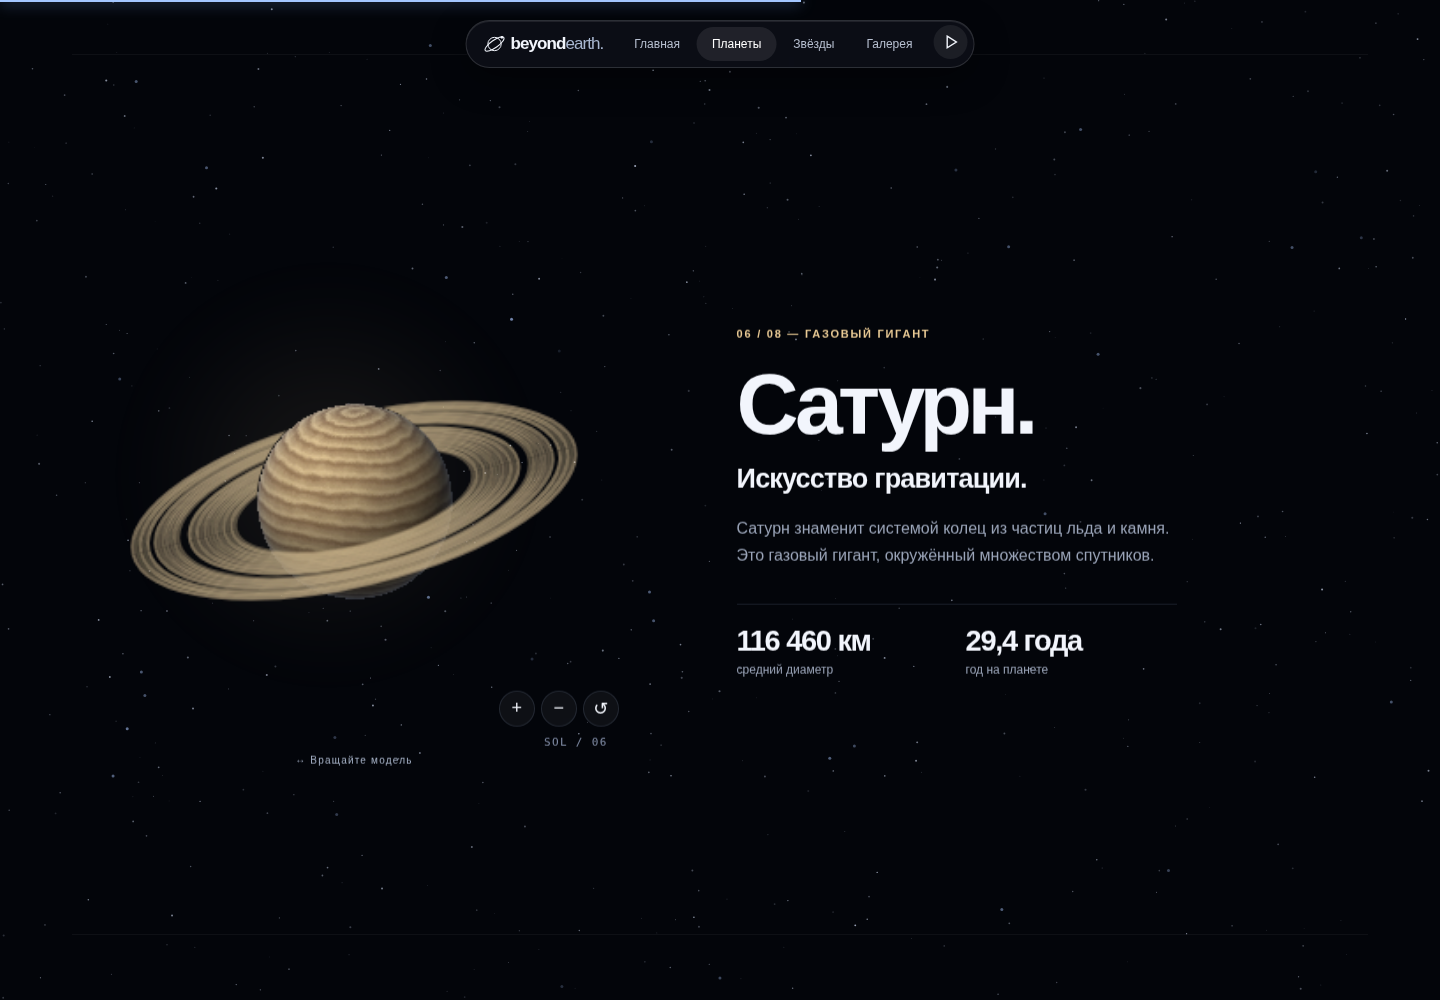 beyondearth.
Главная
Планеты
Звёзды
Галерея
06 / 08 — ГАЗОВЫЙ ГИГАНТ
Сатурн.
Искусство гравитации.
Сатурн знаменит системой колец из частиц льда и камня.
Это газовый гигант, окружённый множеством спутников.
116 460 км
средний диаметр
29,4 года
год на планете
+ − ↺
SOL / 06
↔ Вращайте модель